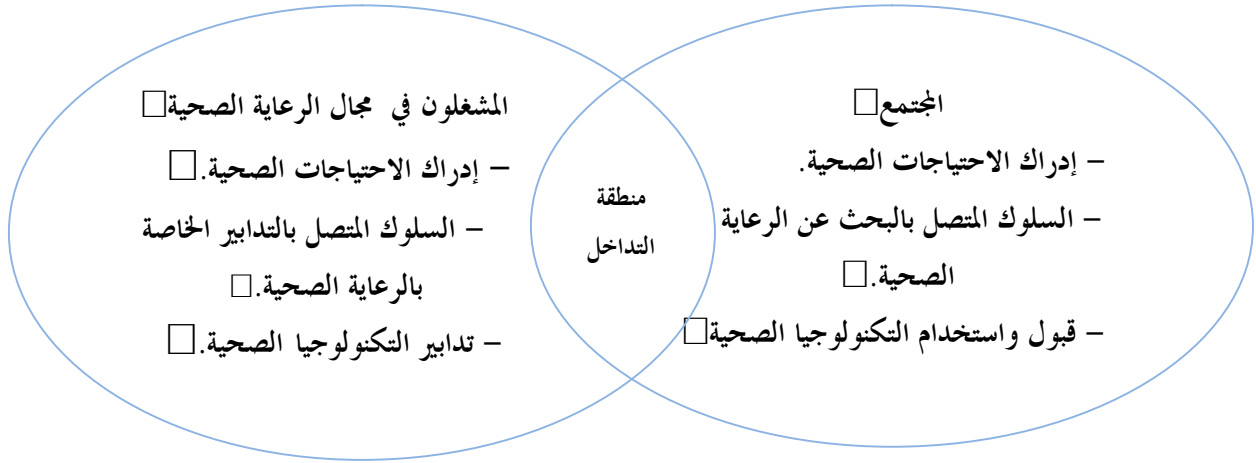 المجتمع□
– إدراك الاحتياجات الصحية.
– السلوك المتصل بالبحث عن الرعاية
الصحية.□
– قبول واستخدام التكنولوجيا الصحية□
منطقة
التداخل
المشغلون في مجال الرعاية الصحية□
– إدراك الاحتياجات الصحية.□
– السلوك المتصل بالتدابير الخاصة
بالرعاية الصحية.□
– تدابير التكنولوجيا الصحية.□